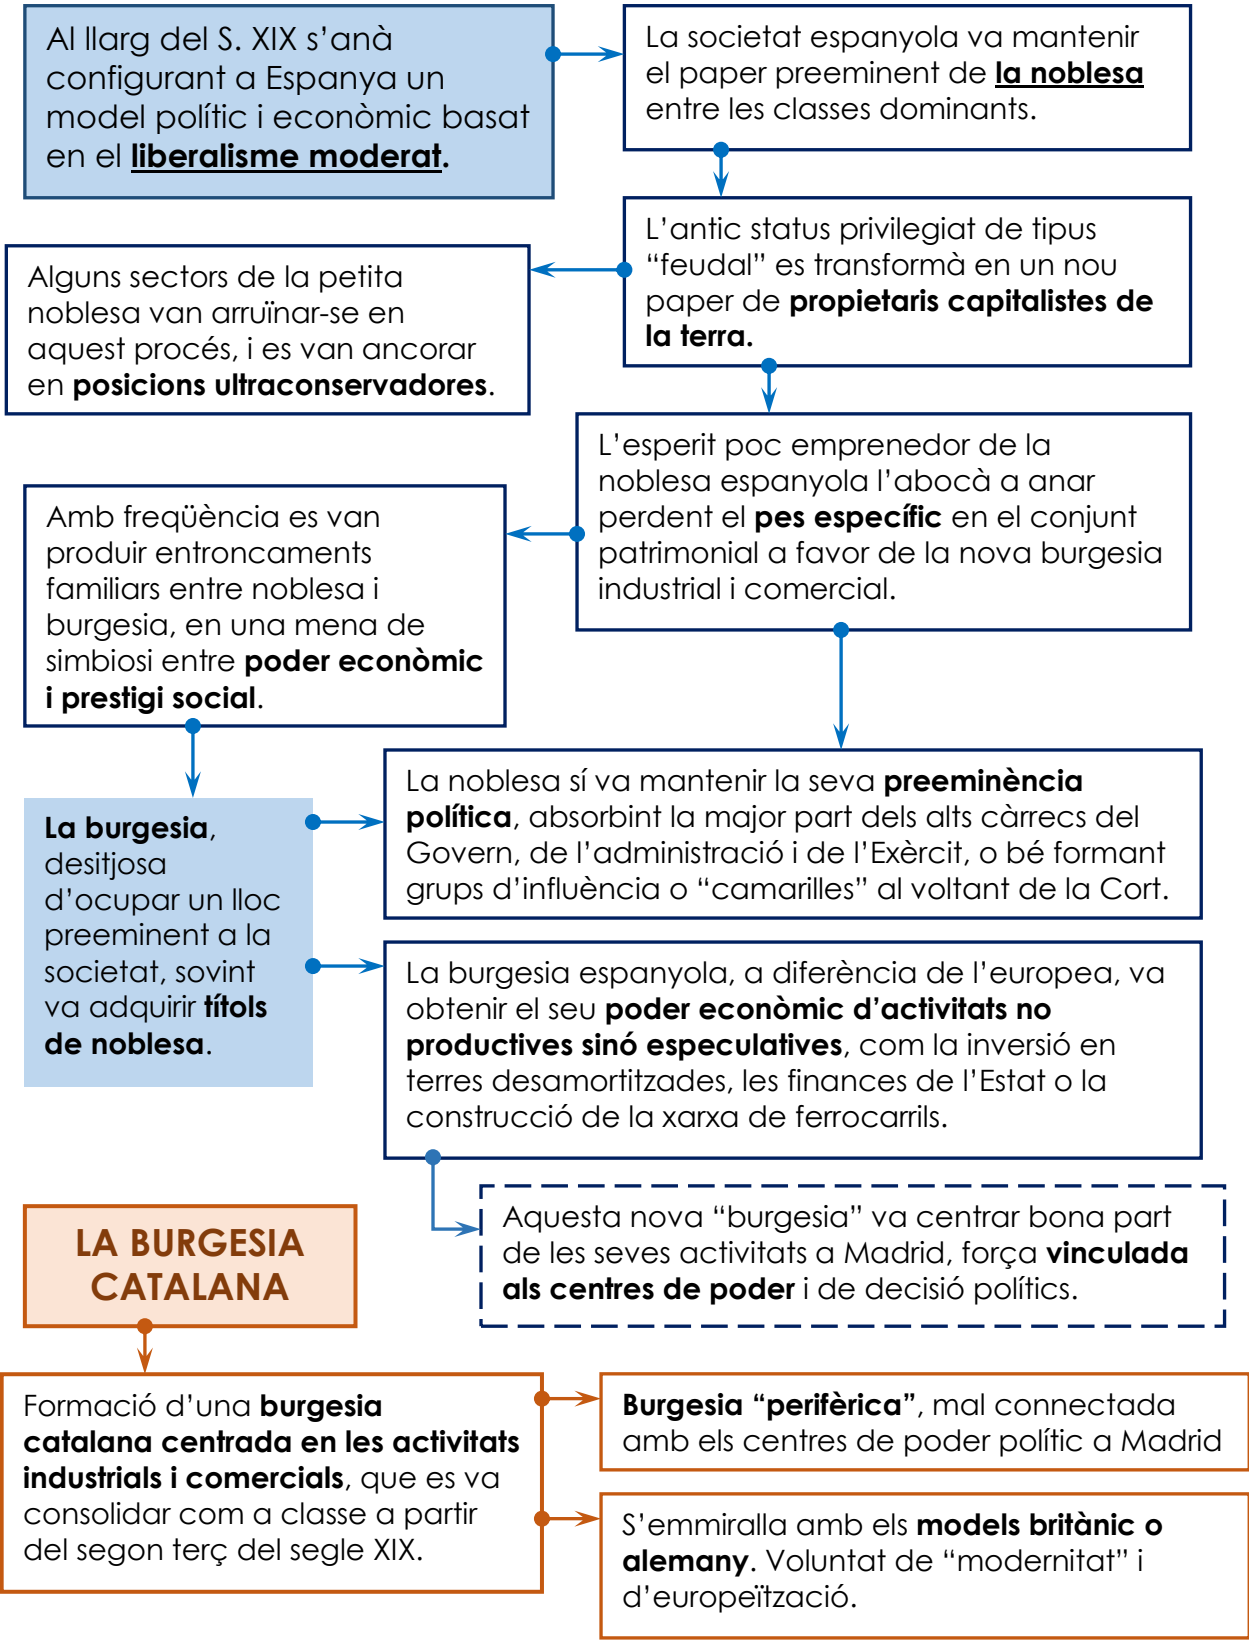 Al llarg del S. XIX s’anà
configurant a Espanya un
model polític i econòmic basat
en el liberalisme moderat.
La societat espanyola va mantenir
el paper preeminent de la noblesa
entre les classes dominants.
L’antic status privilegiat de tipus
“feudal” es transformà en un nou
paper de propietaris capitalistes de
la terra.
Alguns sectors de la petita
noblesa van arruïnar-se en
aquest procés, i es van ancorar
en posicions ultraconservadores.
L’esperit poc emprenedor de la
noblesa espanyola l’abocà a anar
perdent el pes específic en el conjunt
patrimonial a favor de la nova burgesia
industrial i comercial.
Amb freqüència es van
produir entroncaments
familiars entre noblesa i
burgesia, en una mena de
simbiosi entre poder econòmic
i prestigi social.
La noblesa sí va mantenir la seva preeminència
política, absorbint la major part dels alts càrrecs del
Govern, de l’administració i de l’Exèrcit, o bé formant
grups d’influència o “camarilles” al voltant de la Cort.
La burgesia,
desitjosa
d’ocupar un lloc
preeminent a la
societat, sovint
va adquirir títols
de noblesa.
La burgesia espanyola, a diferència de l’europea, va
obtenir el seu poder econòmic d’activitats no
productives sinó especulatives, com la inversió en
terres desamortitzades, les finances de l’Estat o la
construcció de la xarxa de ferrocarrils.
Aquesta nova “burgesia” va centrar bona part
de les seves activitats a Madrid, força vinculada
als centres de poder i de decisió polítics.
LA BURGESIA
CATALANA
Formació d’una burgesia
catalana centrada en les activitats
industrials i comercials, que es va
consolidar com a classe a partir
del segon terç del segle XIX.
Burgesia “perifèrica”, mal connectada
amb els centres de poder polític a Madrid
S’emmiralla amb els models britànic o
alemany. Voluntat de “modernitat” i
d’europeïtzació.